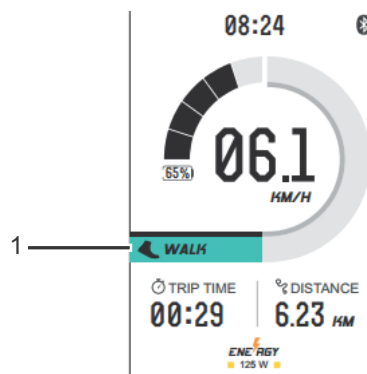 08:24
65%
06.1
KM/H
1
WALK
TRIP TIME
DISTANCE
00:29
6.23 KM
ENERGY
125 W